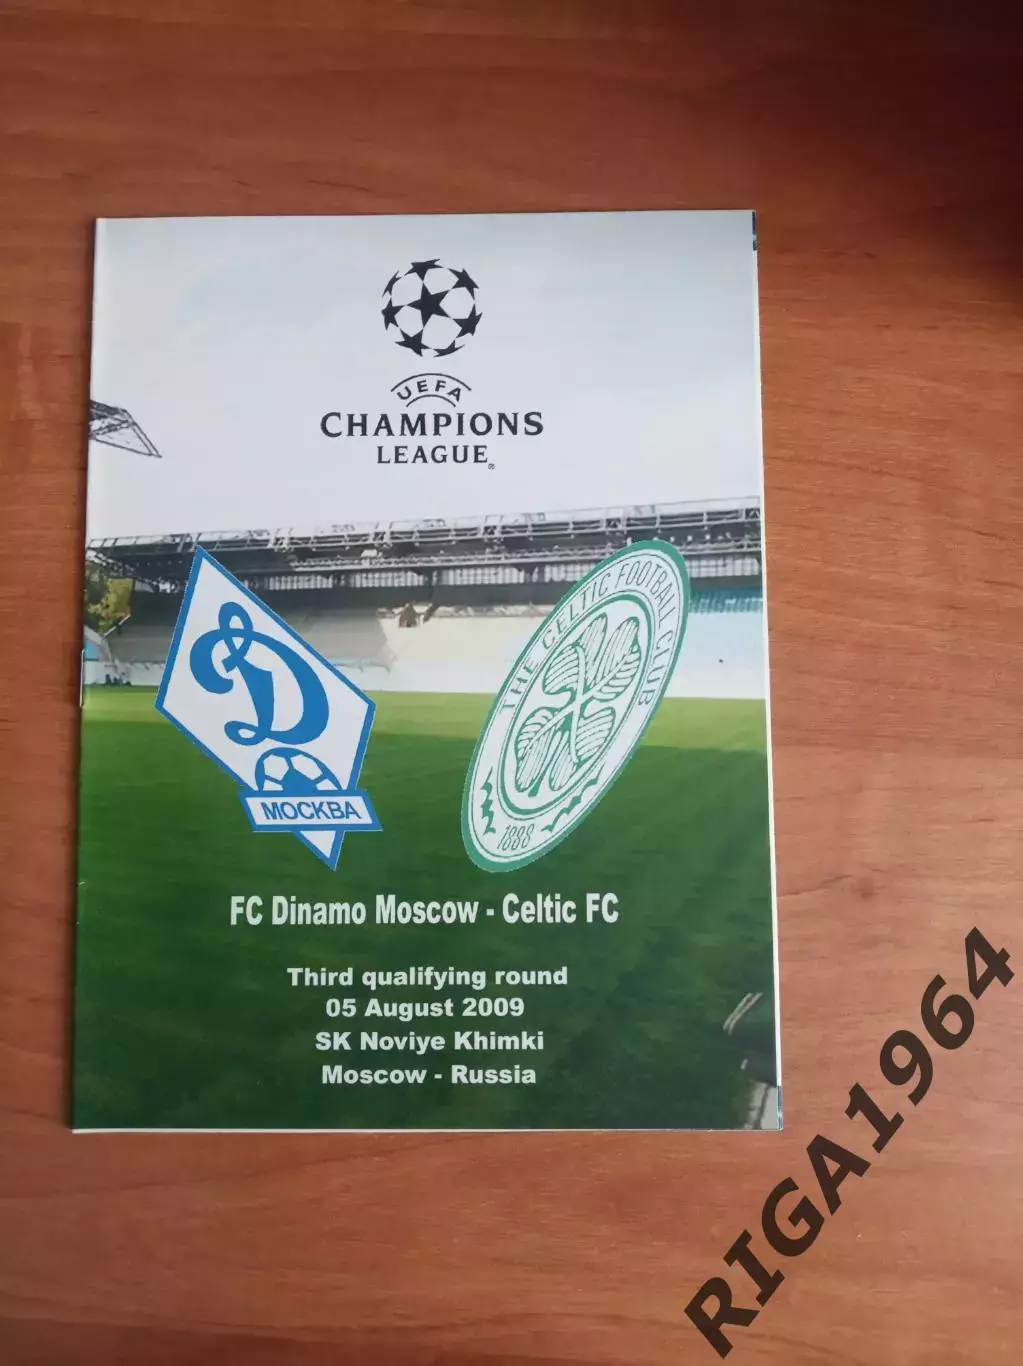 UEFA
CHAMPIONS
LEAGUE®
THE CELTIC FOOTBALL CLUB
1888
МОСКВА
FC Dinamo Moscow - Celtic FC
Third qualifying round
05 August 2009
SK Noviye Khimki
Moscow - Russia
RIGA1964